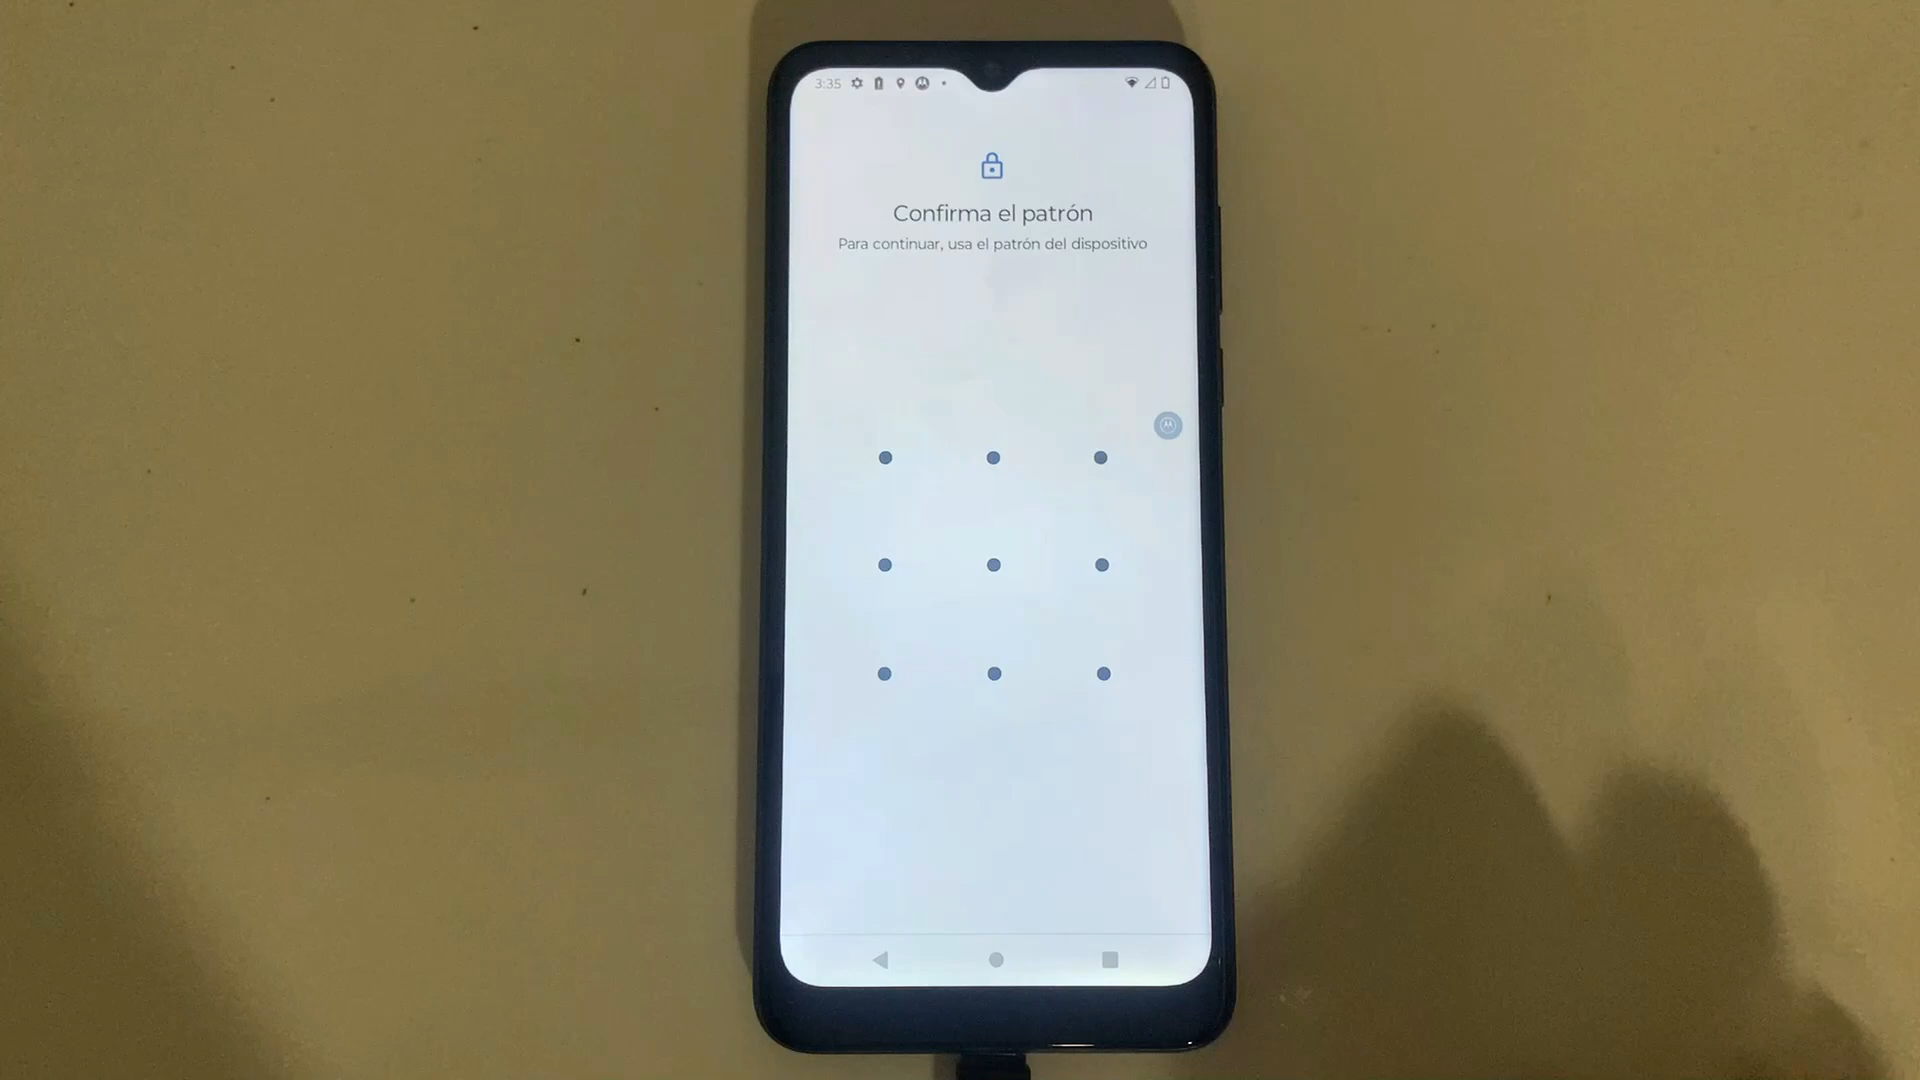 3:35
Confirma el patrón
Para continuar, usa el patrón del dispositivo